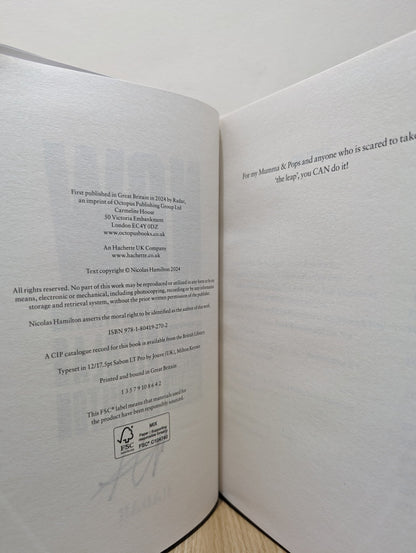 First published in Great Britain in 2024 by Radar,
an imprint of Octopus Publishing Group Ltd
Carmelite House
50 Victoria Embankment
London EC4Y 0DZ
www.octopusbooks.co.uk
An Hachette UK Company
www.hachette.co.uk
Text copyright © Nicolas Hamilton 2024
All rights reserved. No part of this work may be reproduced or utilized in any form or by any
means, electronic or mechanical, including photocopying, recording or by any information
storage and retrieval system, without the prior written permission of the publisher.
Nicolas Hamilton asserts the moral right to be identified as the author of this work.
ISBN 978-1-80419-270-2
A CIP catalogue record for this book is available from the British Library.
Typeset in 12/17.5pt Sabon LT Pro by Jouve (UK), Milton Keynes
Printed and bound in Great Britain
1 3 5 7 9 10 8 6 4 2
This FSC® label means that materials used for
the product have been responsibly sourced.
FSC
MIX
Paper | Supporting
responsible forestry
FSC® C104740
For my Mumma & Pops and anyone who is scared to take
'the leap', you CAN do it!